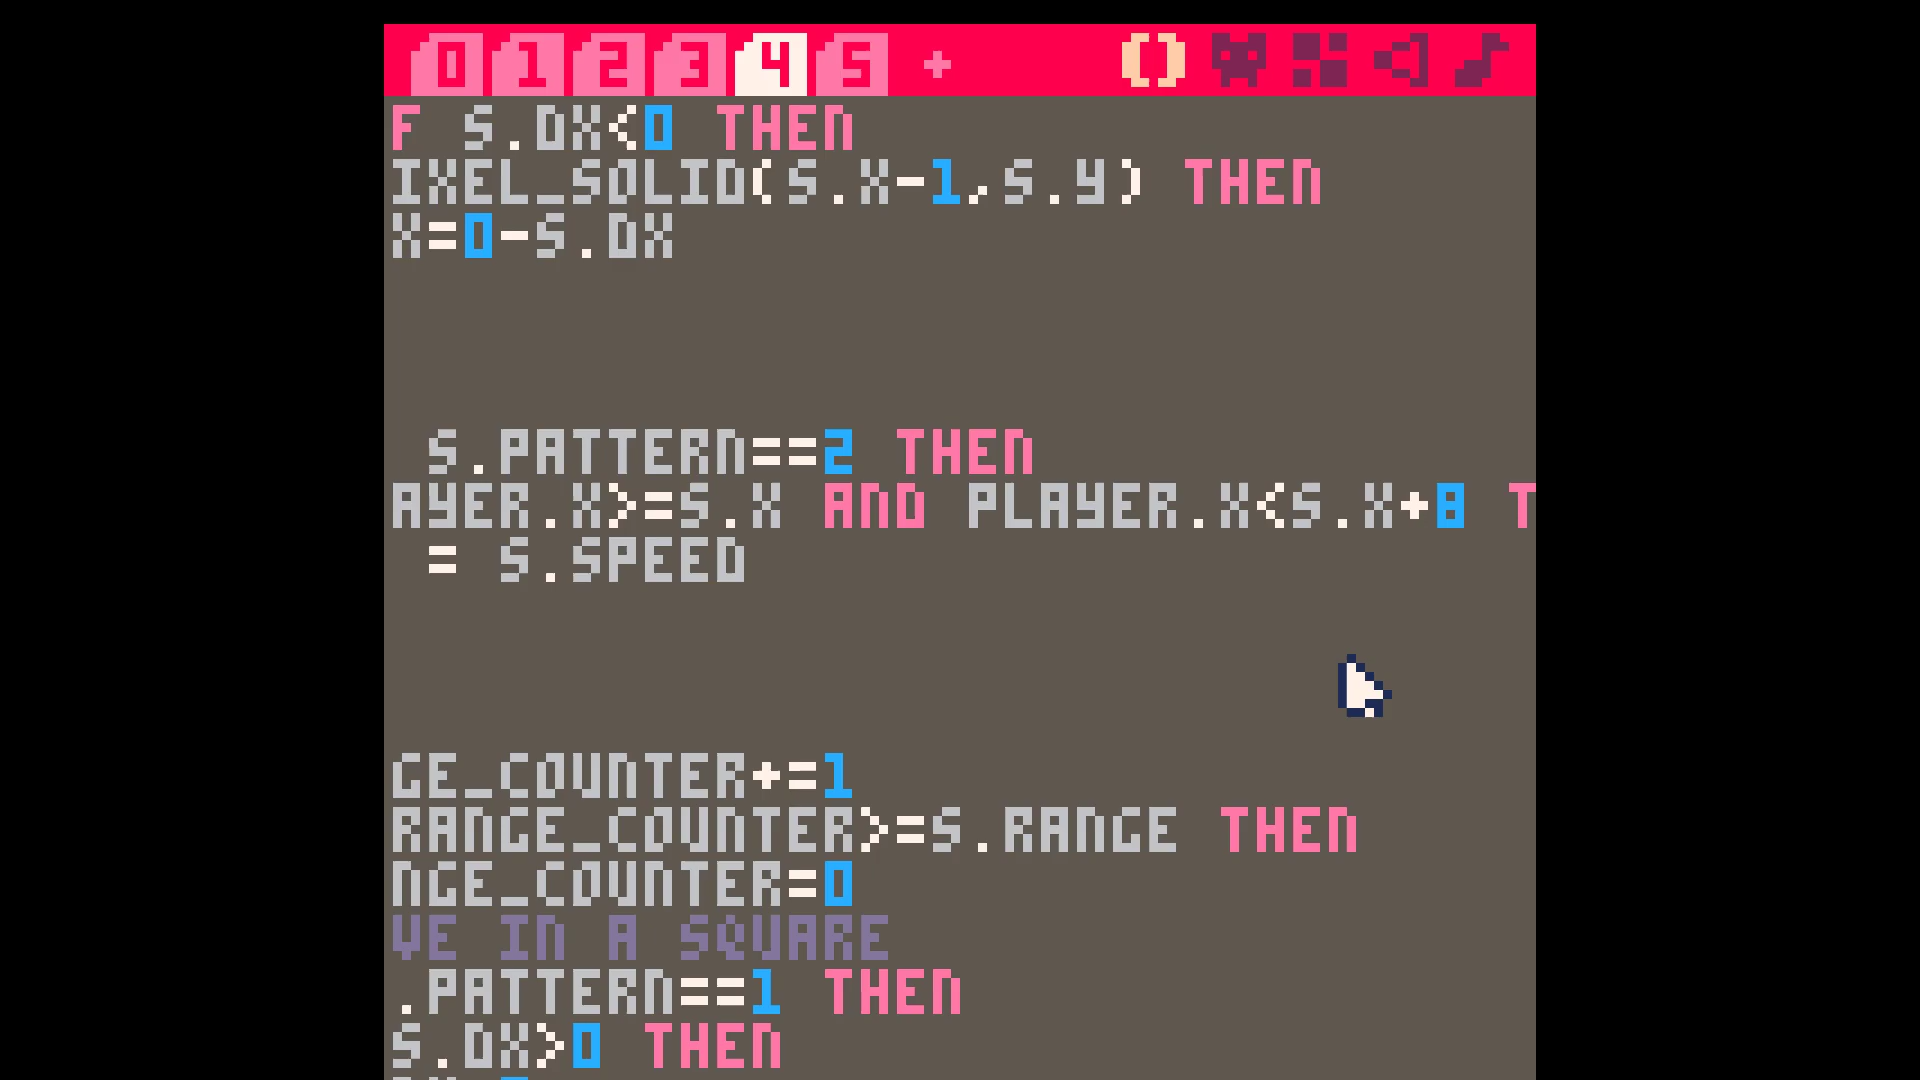 0 1 2 3 4 5 +
F S.DX<0 THEN
IXEL_SOLID(S.X-1,S.Y) THEN
X=0-S.DX
S.PATTERN==2 THEN
AYER.X>=S.X AND PLAYER.X<S.X+8 T
= S.SPEED
GE_COUNTER+=1
RANGE_COUNTER>=S.RANGE THEN
NGE_COUNTER=0
VE IN A SQUARE
.PATTERN==1 THEN
S.DX>0 THEN